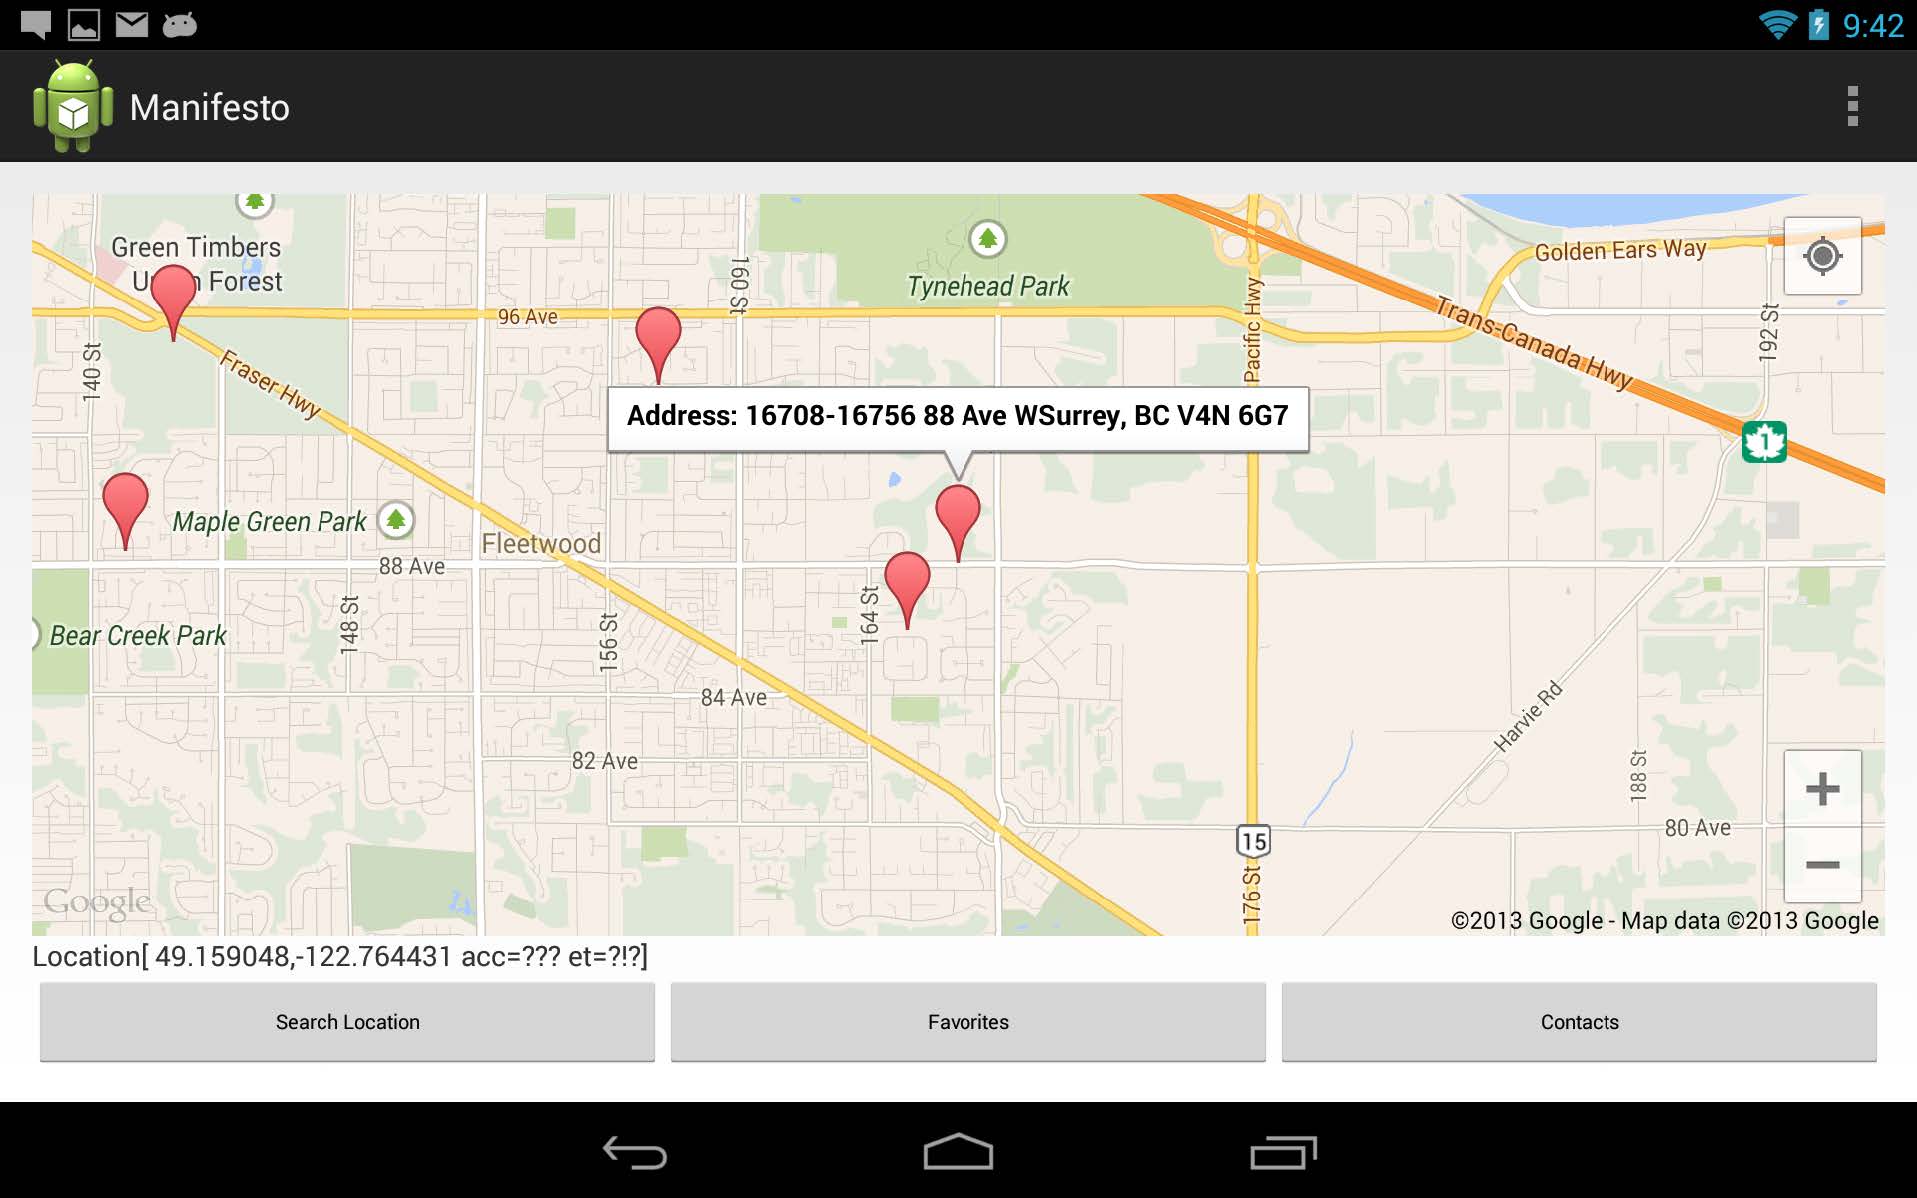 9:42
Manifesto
Green Timbers
Forest
Tynehead Park
Golden Ears Way
96 Ave
160 St
Pacific Hwy
Trans-Canada Hwy
192 St
140 St
Fraser Hwy
Address: 16708-16756 88 Ave WSurrey, BC V4N 6G7
1
Maple Green Park
Fleetwood
88 Ave
Bear Creek Park
148 St
156 St
164 St
84 Ave
Harvie Rd
82 Ave
188 St
80 Ave
15
176 St
Google
©2013 Google - Map data ©2013 Google
Location[ 49.159048,-122.764431 acc=??? et=?!?]
Search Location
Favorites
Contacts